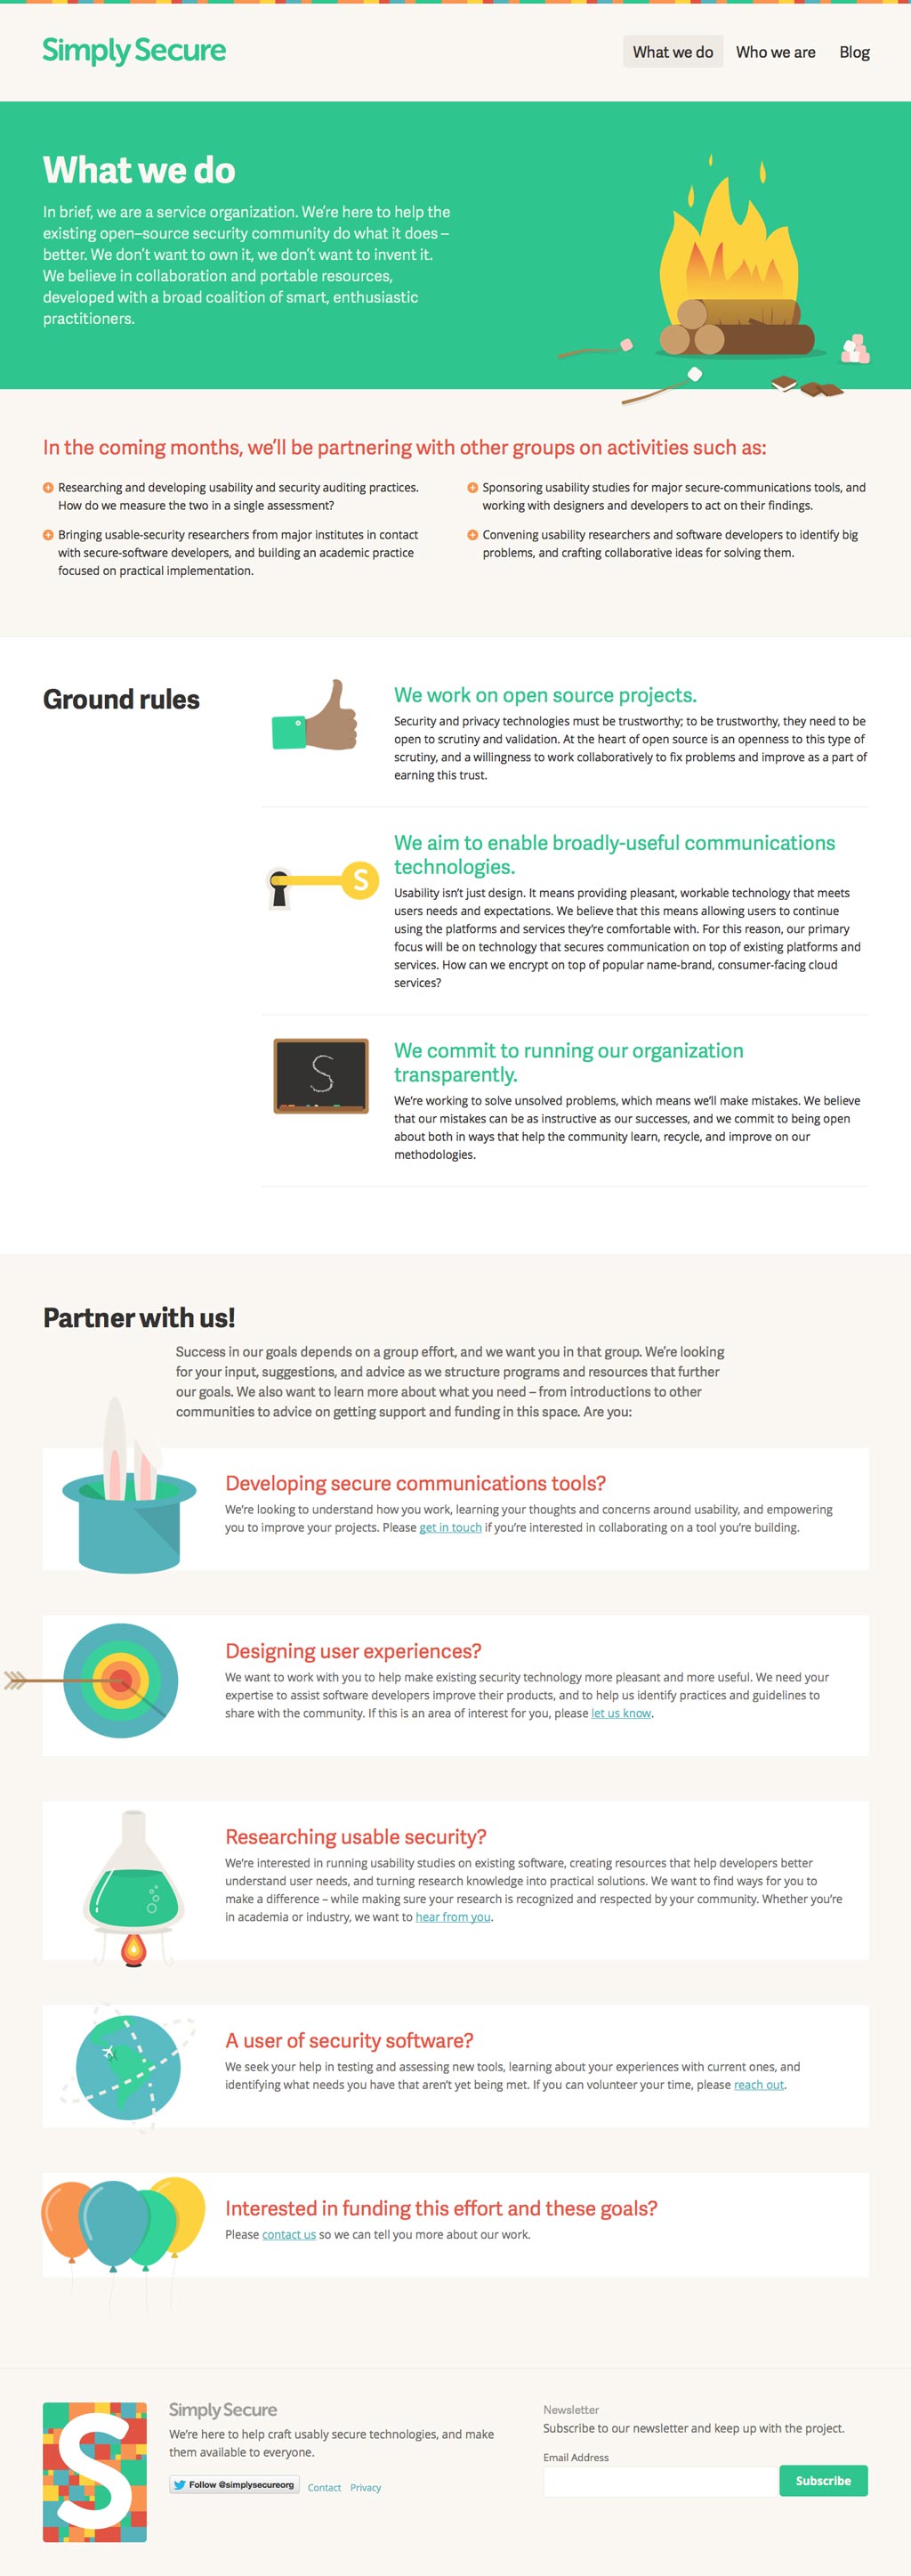 Simply Secure
What we do
Who we are
Blog
What we do
In brief, we are a service organization. We’re here to help the
existing open–source security community do what it does –
better. We don’t want to own it, we don’t want to invent it.
We believe in collaboration and portable resources,
developed with a broad coalition of smart, enthusiastic
practitioners.
In the coming months, we’ll be partnering with other groups on activities such as:
Researching and developing usability and security auditing practices.
How do we measure the two in a single assessment?
Bringing usable-security researchers from major institutes in contact
with secure-software developers, and building an academic practice
focused on practical implementation.
Sponsoring usability studies for major secure-communications tools, and
working with designers and developers to act on their findings.
Convening usability researchers and software developers to identify big
problems, and crafting collaborative ideas for solving them.
Ground rules
We work on open source projects.
Security and privacy technologies must be trustworthy; to be trustworthy, they need to be
open to scrutiny and validation. At the heart of open source is an openness to this type of
scrutiny, and a willingness to work collaboratively to fix problems and improve as a part of
earning this trust.
S
We aim to enable broadly-useful communications
technologies.
Usability isn’t just design. It means providing pleasant, workable technology that meets
users needs and expectations. We believe that this means allowing users to continue
using the platforms and services they’re comfortable with. For this reason, our primary
focus will be on technology that secures communication on top of existing platforms and
services. How can we encrypt on top of popular name-brand, consumer-facing cloud
services?
S
We commit to running our organization
transparently.
We’re working to solve unsolved problems, which means we’ll make mistakes. We believe
that our mistakes can be as instructive as our successes, and we commit to being open
about both in ways that help the community learn, recycle, and improve on our
methodologies.
Partner with us!
Success in our goals depends on a group effort, and we want you in that group. We’re looking
for your input, suggestions, and advice as we structure programs and resources that further
our goals. We also want to learn more about what you need – from introductions to other
communities to advice on getting support and funding in this space. Are you:
Developing secure communications tools?
We’re looking to understand how you work, learning your thoughts and concerns around usability, and empowering
you to improve your projects. Please get in touch if you’re interested in collaborating on a tool you’re building.
Designing user experiences?
We want to work with you to help make existing security technology more pleasant and more useful. We need your
expertise to assist software developers improve their products, and to help us identify practices and guidelines to
share with the community. If this is an area of interest for you, please let us know.
Researching usable security?
We’re interested in running usability studies on existing software, creating resources that help developers better
understand user needs, and turning research knowledge into practical solutions. We want to find ways for you to
make a difference – while making sure your research is recognized and respected by your community. Whether you’re
in academia or industry, we want to hear from you.
A user of security software?
We seek your help in testing and assessing new tools, learning about your experiences with current ones, and
identifying what needs you have that aren’t yet being met. If you can volunteer your time, please reach out.
Interested in funding this effort and these goals?
Please contact us so we can tell you more about our work.
S
Simply Secure
We’re here to help craft usably secure technologies, and make
them available to everyone.
Follow @simplysecureorg
Contact
Privacy
Newsletter
Subscribe to our newsletter and keep up with the project.
Email Address
Subscribe